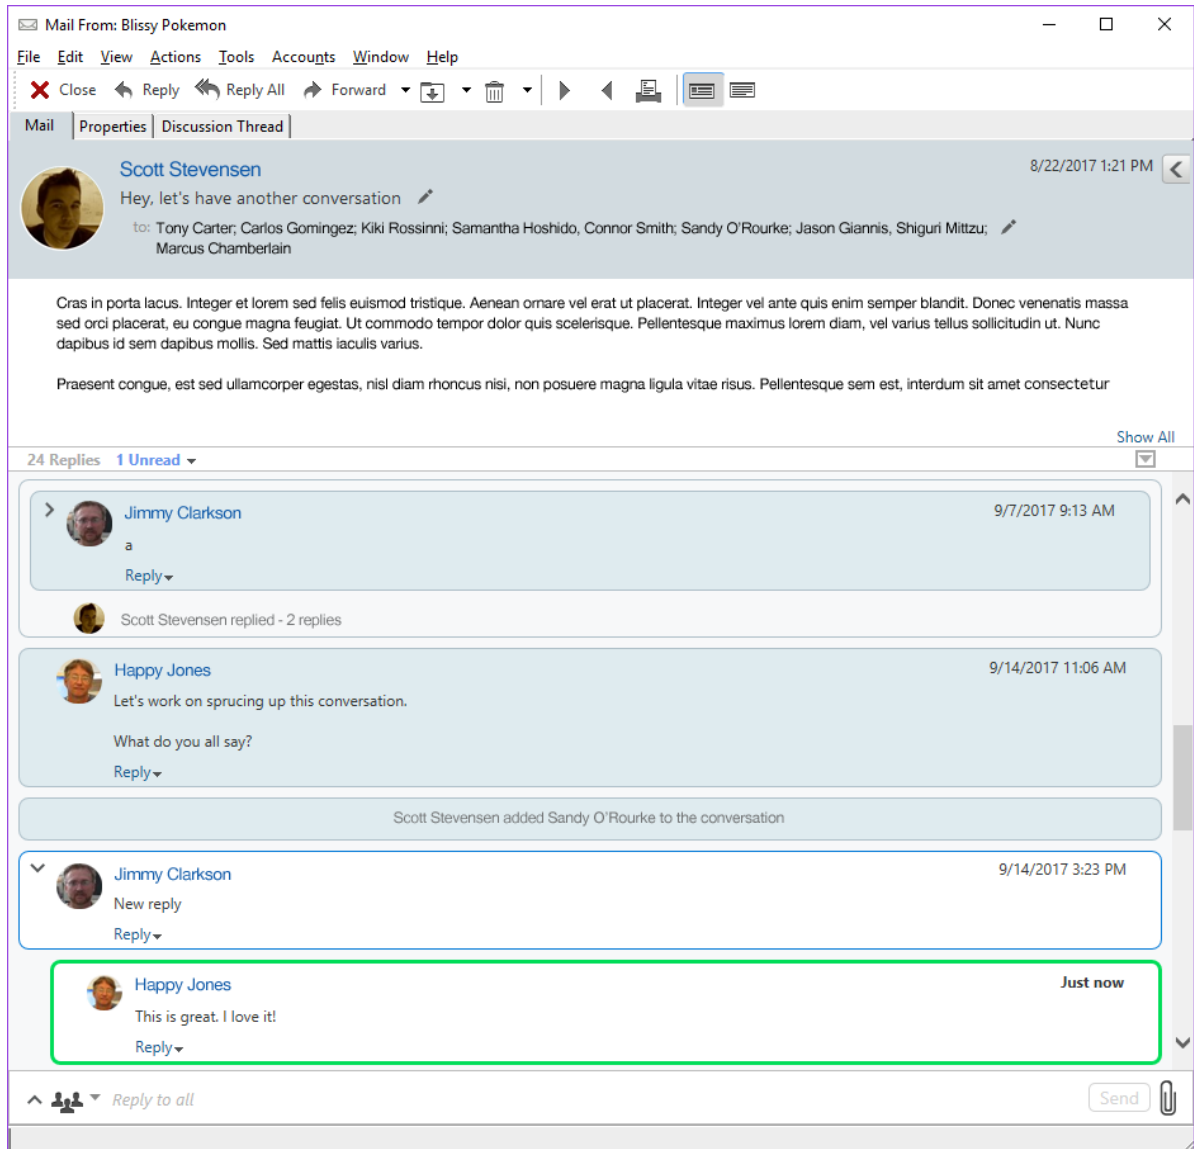 Mail From: Blissy Pokemon
File Edit View Actions Tools Accounts Window Help
Close Reply Reply All Forward
Mail Properties Discussion Thread
Scott Stevensen 8/22/2017 1:21 PM
Hey, let's have another conversation
to: Tony Carter; Carlos Gomingez; Kiki Rossinni; Samantha Hoshido, Connor Smith; Sandy O'Rourke; Jason Giannis, Shiguri Mittzu;
Marcus Chamberlain
Cras in porta lacus. Integer et lorem sed felis euismod tristique. Aenean ornare vel erat ut placerat. Integer vel ante quis enim semper blandit. Donec venenatis massa
sed orci placerat, eu congue magna feugiat. Ut commodo tempor dolor quis scelerisque. Pellentesque maximus lorem diam, vel varius tellus sollicitudin ut. Nunc
dapibus id sem dapibus mollis. Sed mattis iaculis varius.
Praesent congue, est sed ullamcorper egestas, nisl diam rhoncus nisi, non posuere magna ligula vitae risus. Pellentesque sem est, interdum sit amet consectetur
Show All
24 Replies 1 Unread
Jimmy Clarkson 9/7/2017 9:13 AM
a
Reply
Scott Stevensen replied - 2 replies
Happy Jones 9/14/2017 11:06 AM
Let's work on sprucing up this conversation.
What do you all say?
Reply
Scott Stevensen added Sandy O'Rourke to the conversation
Jimmy Clarkson 9/14/2017 3:23 PM
New reply
Reply
Happy Jones Just now
This is great. I love it!
Reply
Reply to all Send